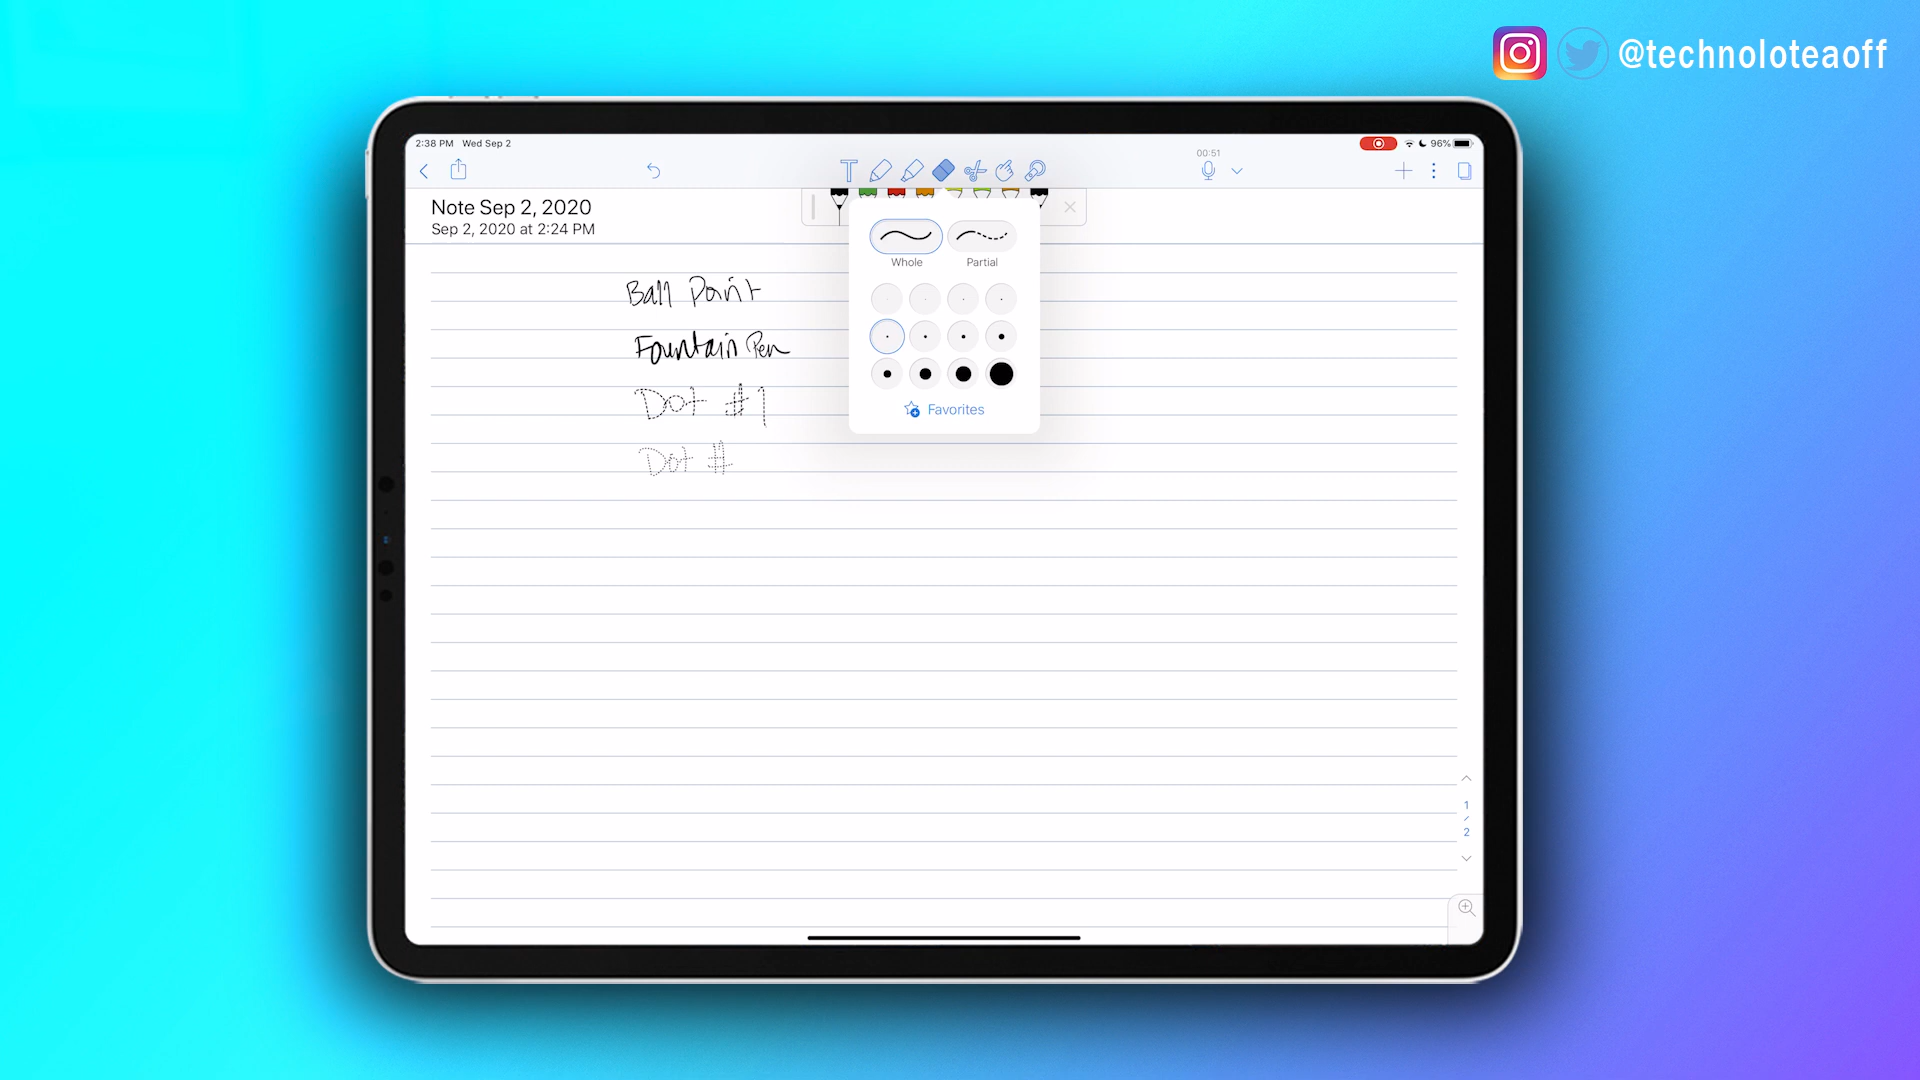 @technoloteaoff
2:38 PM Wed Sep 2
96%
00:51
Note Sep 2, 2020
Sep 2, 2020 at 2:24 PM
Whole
Partial
Ball Point
Fountain Pen
Dot #1
Dot #
Favorites
1
/
2